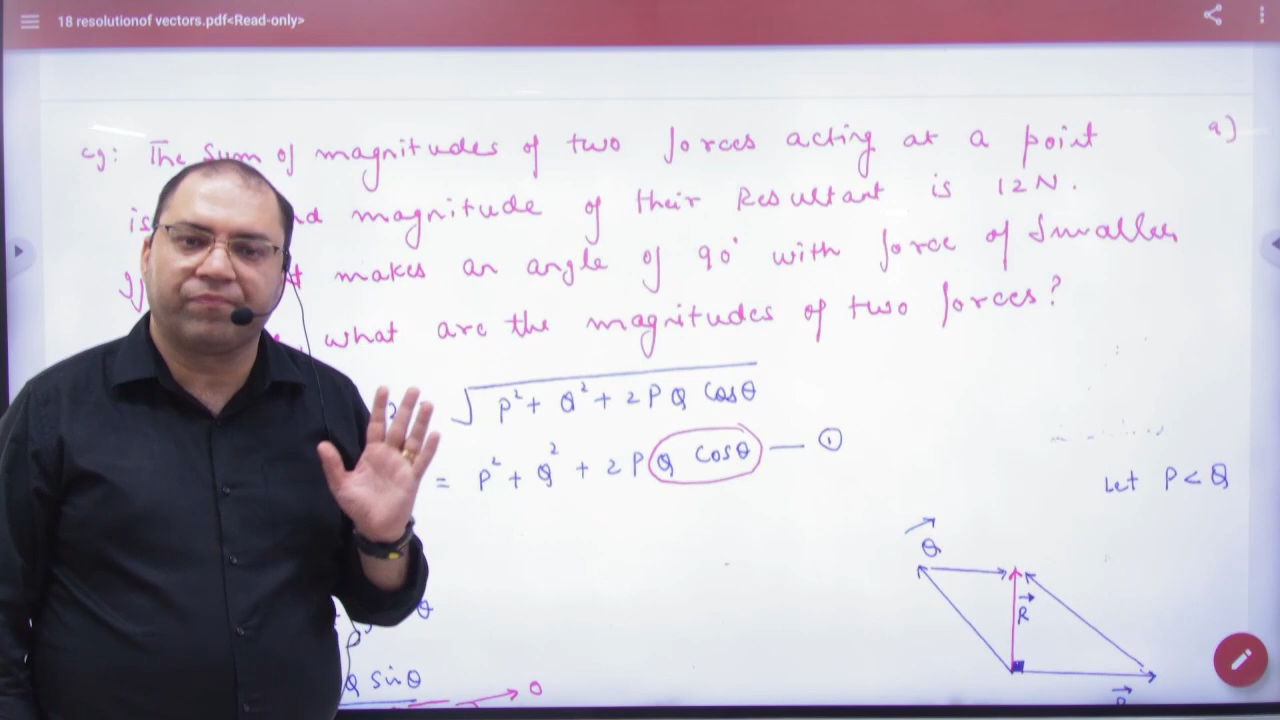 18 resolutionof vectors.pdf<Read-only>
eg: The Sum of magnitudes of two forces acting at a point
a)
is magnitude of their Resultant is 12N.
makes an angle of 90° with force of Smaller
what are the magnitudes of two forces?
√P²+ Q²+ 2PQ Cosθ
= P² + Q² + 2PQ Cosθ — ①
Let P < Q
Q
R
θ
Q Sinθ
0